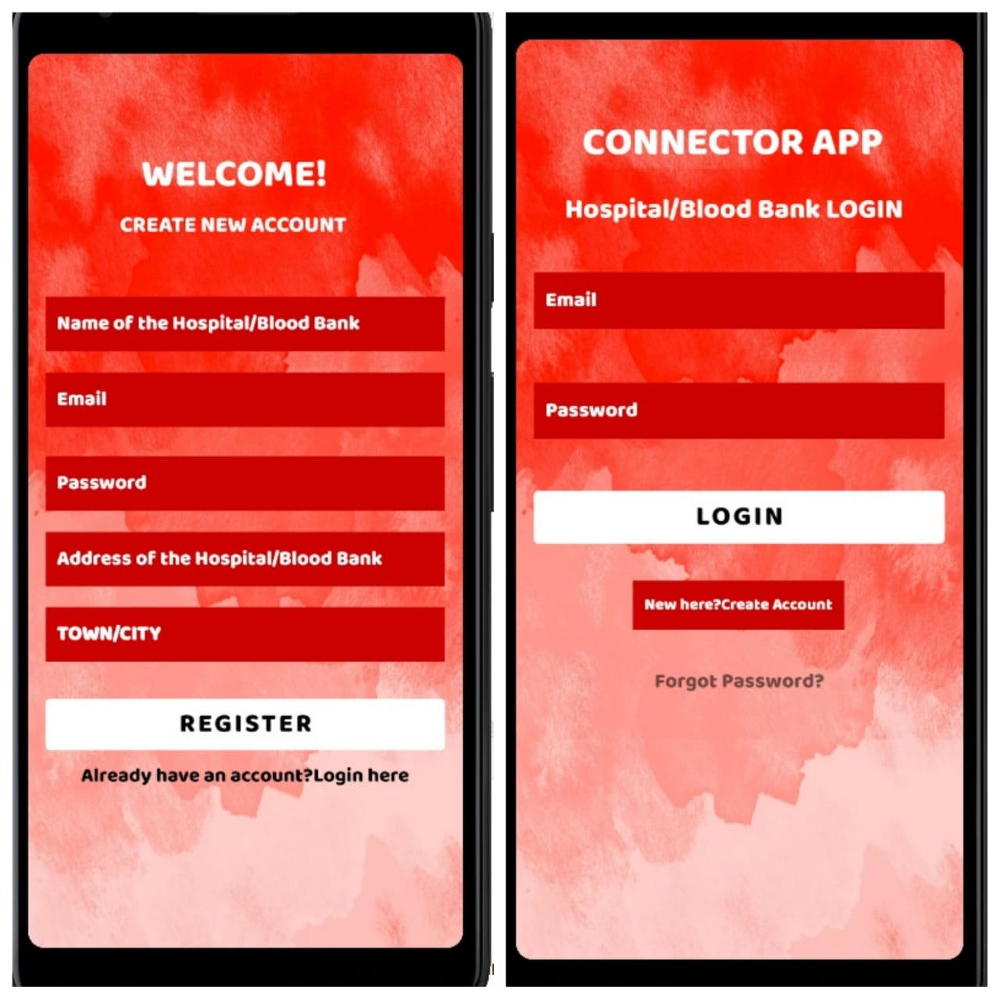 WELCOME!
CREATE NEW ACCOUNT
Name of the Hospital/Blood Bank
Email
Password
Address of the Hospital/Blood Bank
TOWN/CITY
REGISTER
Already have an account?Login here
CONNECTOR APP
Hospital/Blood Bank LOGIN
Email
Password
LOGIN
New here?Create Account
Forgot Password?